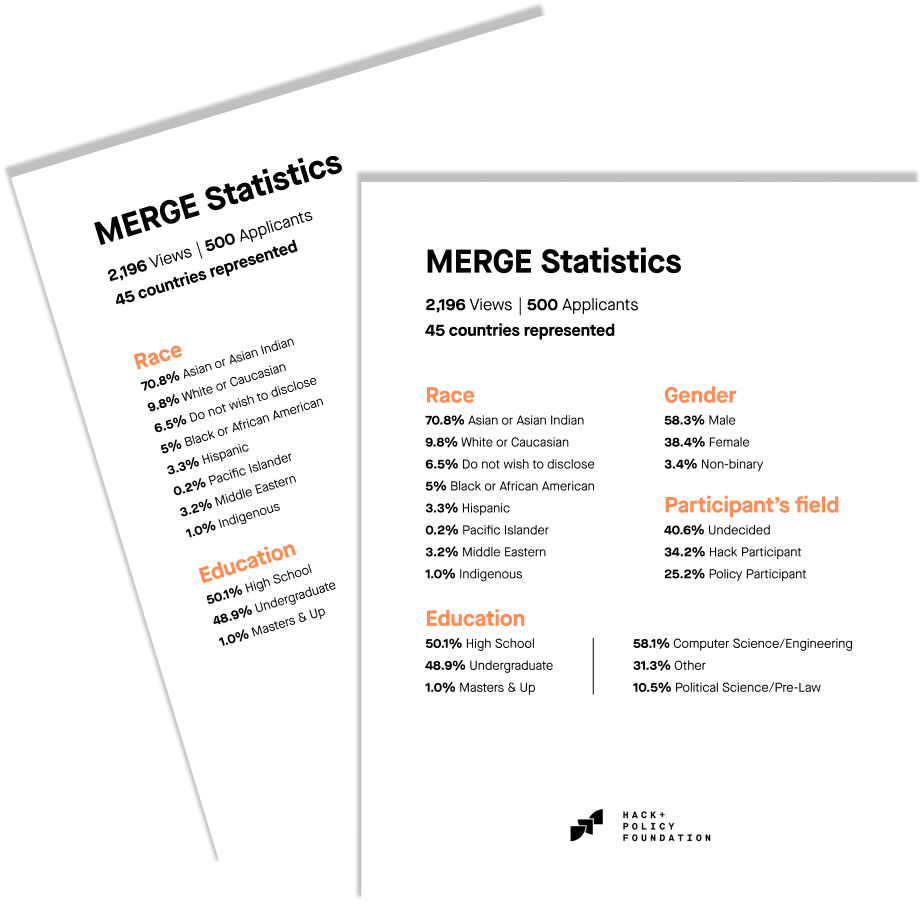 MERGE Statistics
2,196 Views | 500 Applicants
45 countries represented
Race
70.8% Asian or Asian Indian
9.8% White or Caucasian
6.5% Do not wish to disclose
5% Black or African American
3.3% Hispanic
0.2% Pacific Islander
3.2% Middle Eastern
1.0% Indigenous
Education
50.1% High School
48.9% Undergraduate
1.0% Masters & Up
MERGE Statistics
2,196 Views | 500 Applicants
45 countries represented
Race
70.8% Asian or Asian Indian
9.8% White or Caucasian
6.5% Do not wish to disclose
5% Black or African American
3.3% Hispanic
0.2% Pacific Islander
3.2% Middle Eastern
1.0% Indigenous
Gender
58.3% Male
38.4% Female
3.4% Non-binary
Participant's field
40.6% Undecided
34.2% Hack Participant
25.2% Policy Participant
Education
50.1% High School
48.9% Undergraduate
1.0% Masters & Up
58.1% Computer Science/Engineering
31.3% Other
10.5% Political Science/Pre-Law
HACK+
POLICY
FOUNDATION